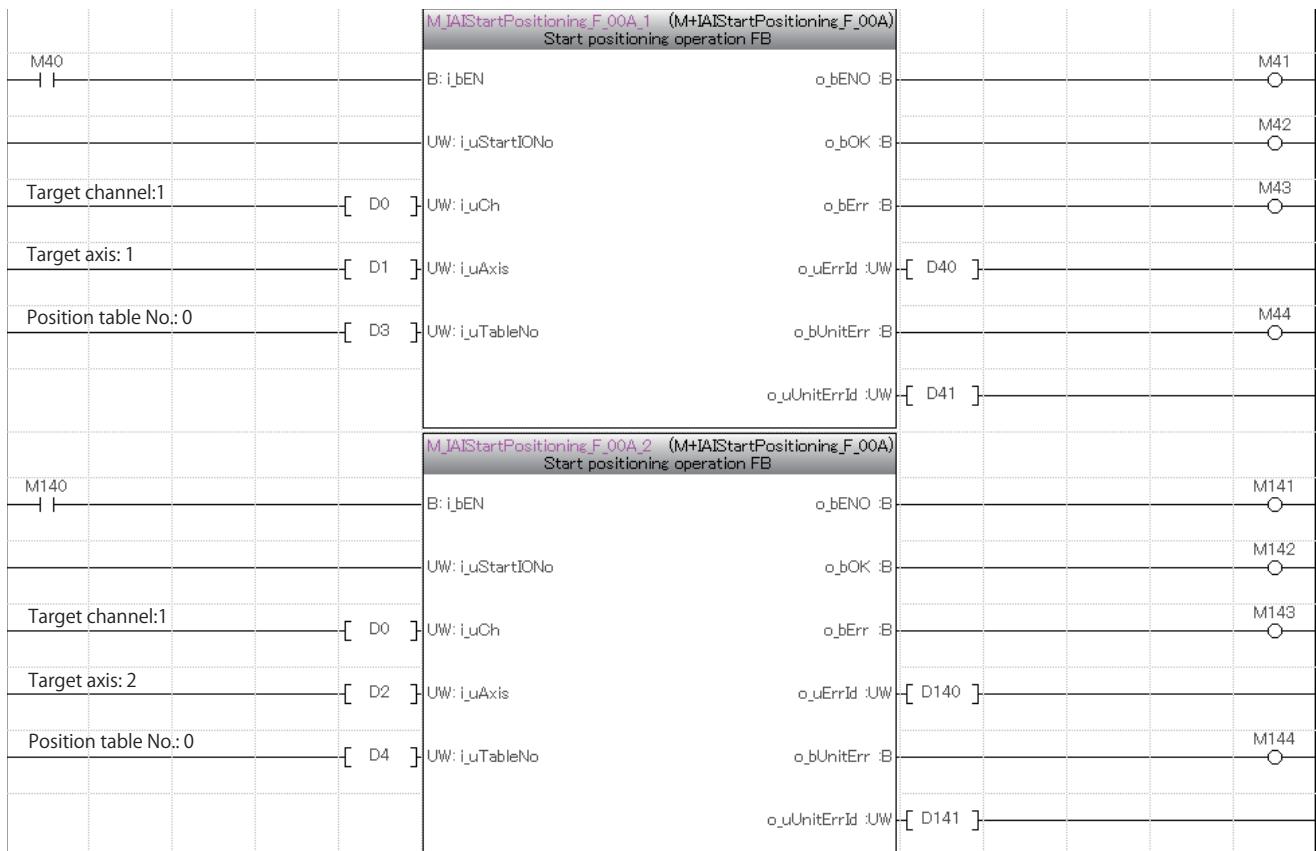 M_IAIStartPositioning_F_00A_1 (M+IAIStartPositioning_F_00A)
Start positioning operation FB
M40
B: i_bEN
o_bENO :B
M41
UW: i_uStartIONo
o_bOK :B
M42
Target channel:1
D0
UW: i_uCh
o_bErr :B
M43
Target axis: 1
D1
UW: i_uAxis
o_uErrId :UW
D40
Position table No.: 0
D3
UW: i_uTableNo
o_bUnitErr :B
M44
o_uUnitErrId :UW
D41
M_IAIStartPositioning_F_00A_2 (M+IAIStartPositioning_F_00A)
Start positioning operation FB
M140
B: i_bEN
o_bENO :B
M141
UW: i_uStartIONo
o_bOK :B
M142
Target channel:1
D0
UW: i_uCh
o_bErr :B
M143
Target axis: 2
D2
UW: i_uAxis
o_uErrId :UW
D140
Position table No.: 0
D4
UW: i_uTableNo
o_bUnitErr :B
M144
o_uUnitErrId :UW
D141